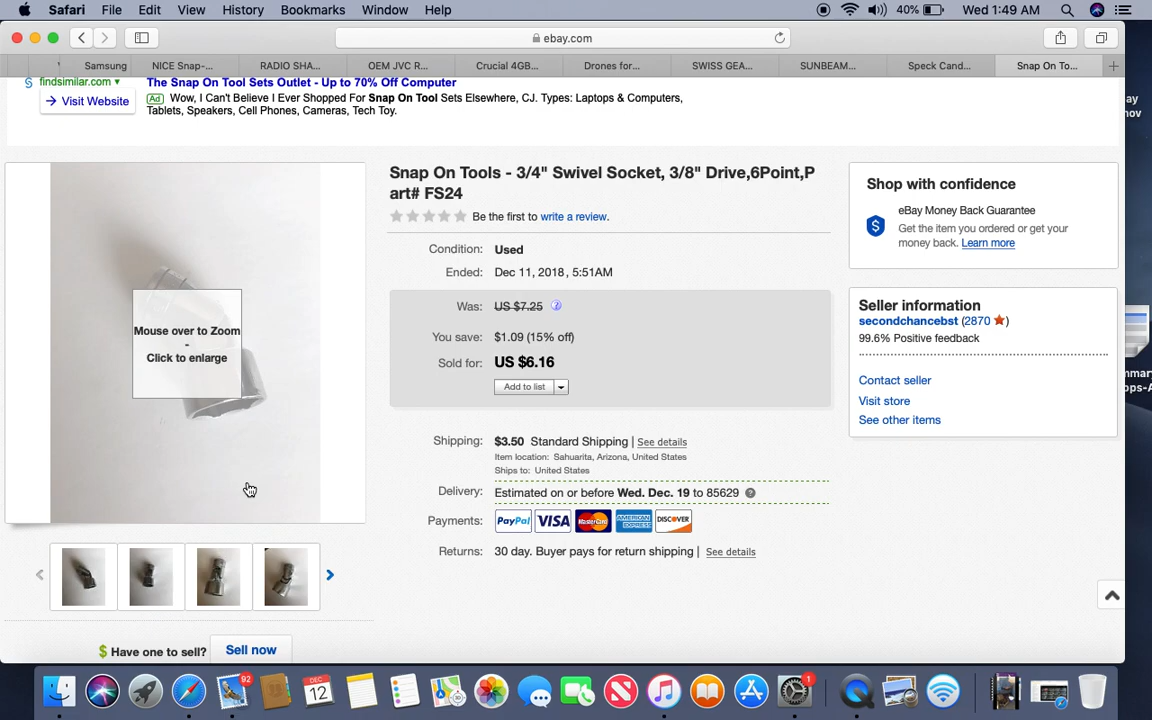 Safari File Edit View History Bookmarks Window Help 40% Wed 1:49 AM
ebay.com
Samsung NICE Snap-... RADIO SHA... OEM JVC R... Crucial 4GB... Drones for... SWISS GEA... SUNBEAM... Speck Cand... Snap On To...
findsimilar.com
The Snap On Tool Sets Outlet - Up to 70% Off Computer
Visit Website
Ad Wow, I Can't Believe I Ever Shopped For Snap On Tool Sets Elsewhere, CJ. Types: Laptops & Computers,
Tablets, Speakers, Cell Phones, Cameras, Tech Toy.
Mouse over to Zoom
-
Click to enlarge
Snap On Tools - 3/4" Swivel Socket, 3/8" Drive,6Point,P
art# FS24
Be the first to write a review.
Condition: Used
Ended: Dec 11, 2018 , 5:51AM
Was: US $7.25
You save: $1.09 (15% off)
Sold for: US $6.16
Add to list
Shipping: $3.50 Standard Shipping | See details
Item location: Sahuarita, Arizona, United States
Ships to: United States
Delivery: Estimated on or before Wed. Dec. 19 to 85629
Payments: PayPal VISA MasterCard AMERICAN EXPRESS DISCOVER
Returns: 30 day. Buyer pays for return shipping | See details
Shop with confidence
eBay Money Back Guarantee
Get the item you ordered or get your
money back. Learn more
Seller information
secondchancebst (2870)
99.6% Positive feedback
Contact seller
Visit store
See other items
$ Have one to sell? Sell now
ay
nov
mmary
ops-A
92
DEC
12
1